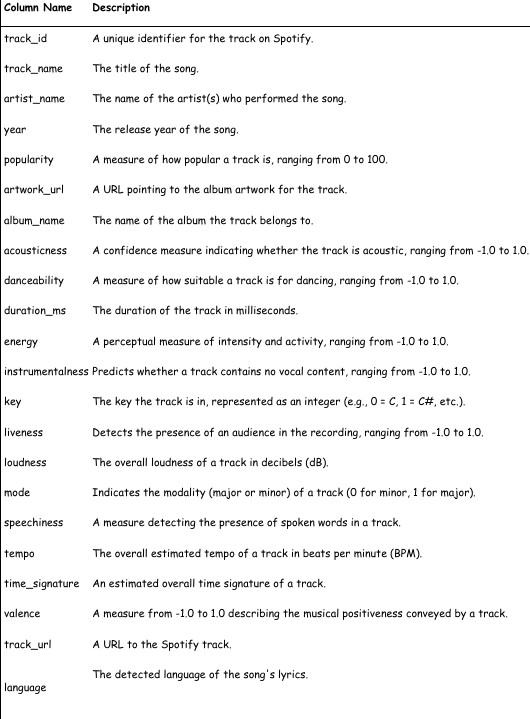 Column Name Description
track_id A unique identifier for the track on Spotify.
track_name The title of the song.
artist_name The name of the artist(s) who performed the song.
year The release year of the song.
popularity A measure of how popular a track is, ranging from 0 to 100.
artwork_url A URL pointing to the album artwork for the track.
album_name The name of the album the track belongs to.
acousticness A confidence measure indicating whether the track is acoustic, ranging from -1.0 to 1.0.
danceability A measure of how suitable a track is for dancing, ranging from -1.0 to 1.0.
duration_ms The duration of the track in milliseconds.
energy A perceptual measure of intensity and activity, ranging from -1.0 to 1.0.
instrumentalness Predicts whether a track contains no vocal content, ranging from -1.0 to 1.0.
key The key the track is in, represented as an integer (e.g., 0 = C, 1 = C#, etc.).
liveness Detects the presence of an audience in the recording, ranging from -1.0 to 1.0.
loudness The overall loudness of a track in decibels (dB).
mode Indicates the modality (major or minor) of a track (0 for minor, 1 for major).
speechiness A measure detecting the presence of spoken words in a track.
tempo The overall estimated tempo of a track in beats per minute (BPM).
time_signature An estimated overall time signature of a track.
valence A measure from -1.0 to 1.0 describing the musical positiveness conveyed by a track.
track_url A URL to the Spotify track.
language The detected language of the song's lyrics.